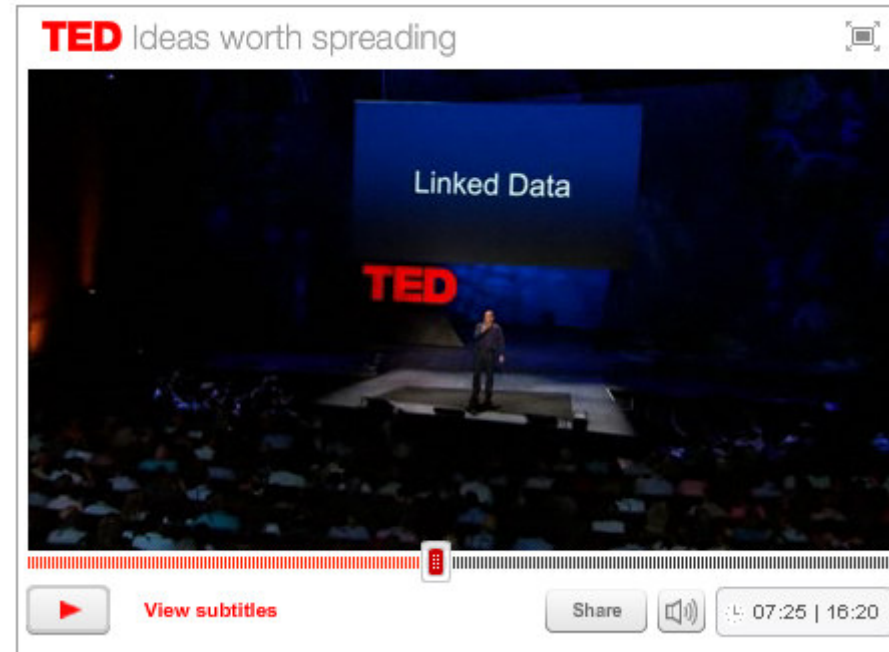 TED Ideas worth spreading
Linked Data
TED
View subtitles
Share
07:25 | 16:20